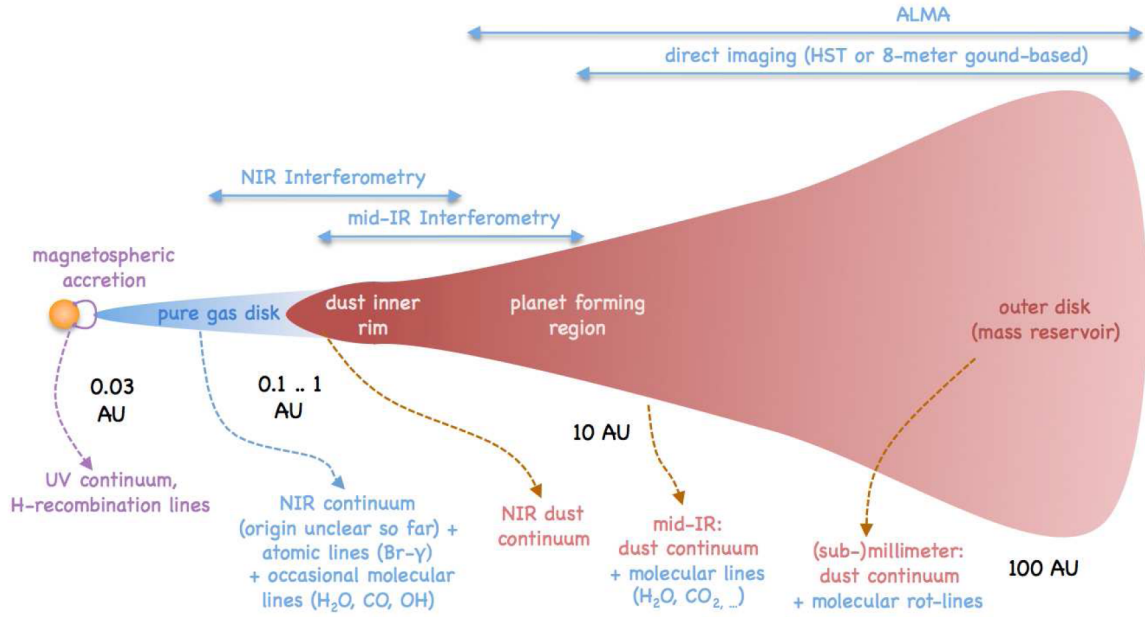 ALMA
direct imaging (HST or 8-meter gound-based)
NIR Interferometry
mid-IR Interferometry
magnetospheric
accretion
pure gas disk
dust inner
rim
planet forming
region
outer disk
(mass reservoir)
0.03
AU
0.1 .. 1
AU
10 AU
100 AU
UV continuum,
H-recombination lines
NIR continuum
(origin unclear so far) +
atomic lines (Br-γ)
+ occasional molecular
lines (H₂O, CO, OH)
NIR dust
continuum
mid-IR:
dust continuum
+ molecular lines
(H₂O, CO₂, ...)
(sub-)millimeter:
dust continuum
+ molecular rot-lines